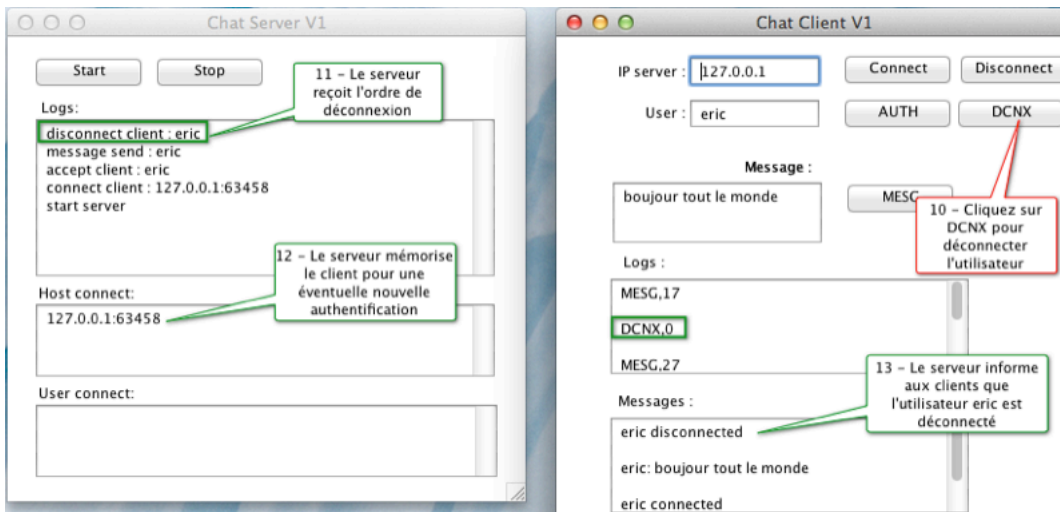 Chat Server V1
Start
Stop
11 – Le serveur
reçoit l'ordre de
déconnexion
Logs:
disconnect client : eric
message send : eric
accept client : eric
connect client : 127.0.0.1:63458
start server
12 – Le serveur mémorise
le client pour une
éventuelle nouvelle
authentification
Host connect:
127.0.0.1:63458
User connect:
Chat Client V1
IP server :
127.0.0.1
Connect
Disconnect
User :
eric
AUTH
DCNX
Message :
boujour tout le monde
MESG
10 – Cliquez sur
DCNX pour
déconnecter
l'utilisateur
Logs :
MESG,17
DCNX,0
MESG,27
13 – Le serveur informe
aux clients que
l'utilisateur eric est
déconnecté
Messages :
eric disconnected
eric: boujour tout le monde
eric connected